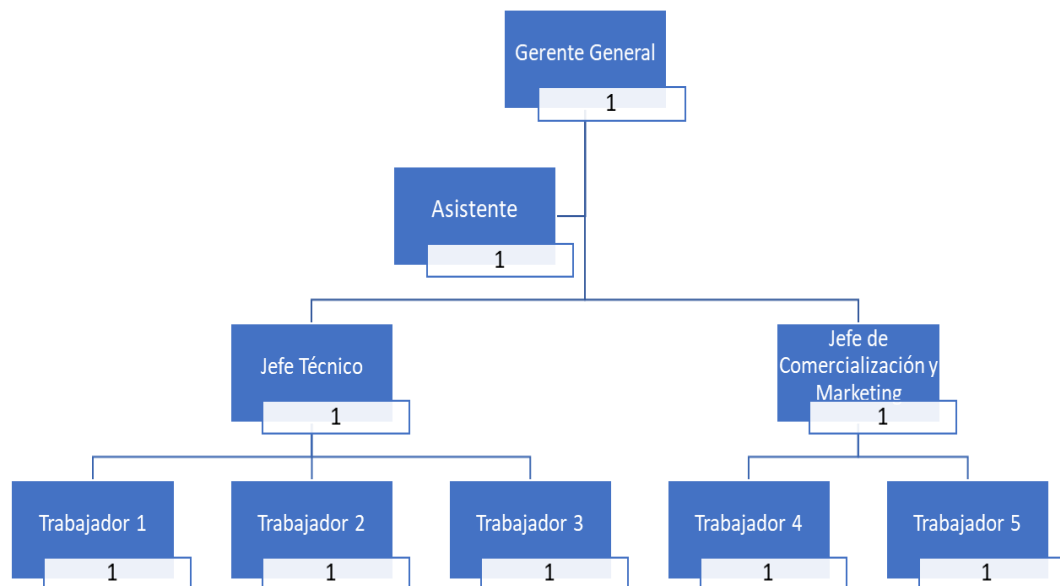 Gerente General
1
Asistente
1
Jefe Técnico
1
Jefe de
Comercialización y
Marketing
1
Trabajador 1
1
Trabajador 2
1
Trabajador 3
1
Trabajador 4
1
Trabajador 5
1